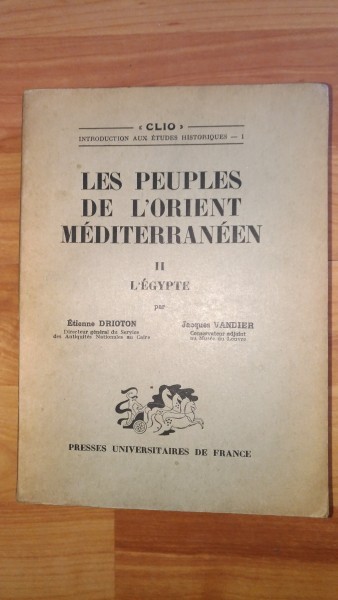 « CLIO »
INTRODUCTION AUX ÉTUDES HISTORIQUES — 1
LES PEUPLES
DE L'ORIENT
MÉDITERRANÉEN
II
L'ÉGYPTE
par
Étienne DRIOTON
Directeur général du Service
des Antiquités Nationales au Caire
Jacques VANDIER
Conservateur adjoint
au Musée du Louvre
PRESSES UNIVERSITAIRES DE FRANCE